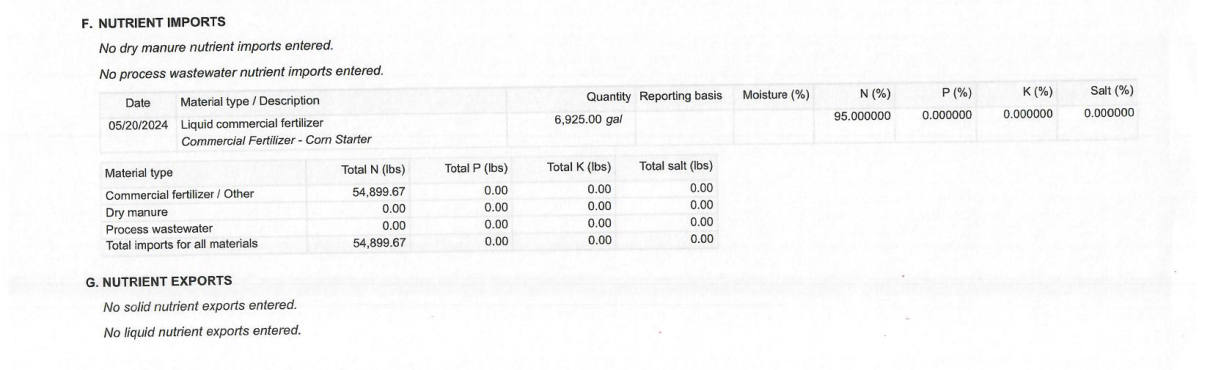 F. NUTRIENT IMPORTS
No dry manure nutrient imports entered.
No process wastewater nutrient imports entered.
Date Material type / Description Quantity Reporting basis Moisture (%) N (%) P (%) K (%) Salt (%)
05/20/2024 Liquid commercial fertilizer 6,925.00 gal 95.000000 0.000000 0.000000 0.000000
Commercial Fertilizer - Corn Starter
Material type Total N (lbs) Total P (lbs) Total K (lbs) Total salt (lbs)
Commercial fertilizer / Other 54,899.67 0.00 0.00 0.00
Dry manure 0.00 0.00 0.00 0.00
Process wastewater 0.00 0.00 0.00 0.00
Total imports for all materials 54,899.67 0.00 0.00 0.00
G. NUTRIENT EXPORTS
No solid nutrient exports entered.
No liquid nutrient exports entered.